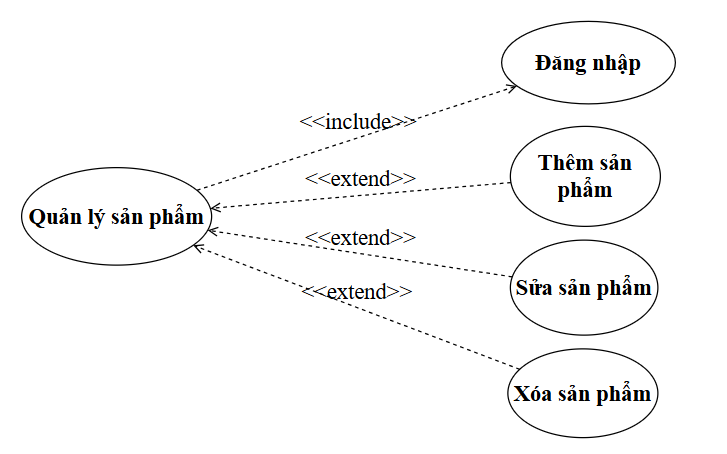 Đăng nhập
<<include>>
Thêm sản
phẩm
<<extend>>
Quản lý sản phẩm
<<extend>>
Sửa sản phẩm
<<extend>>
Xóa sản phẩm